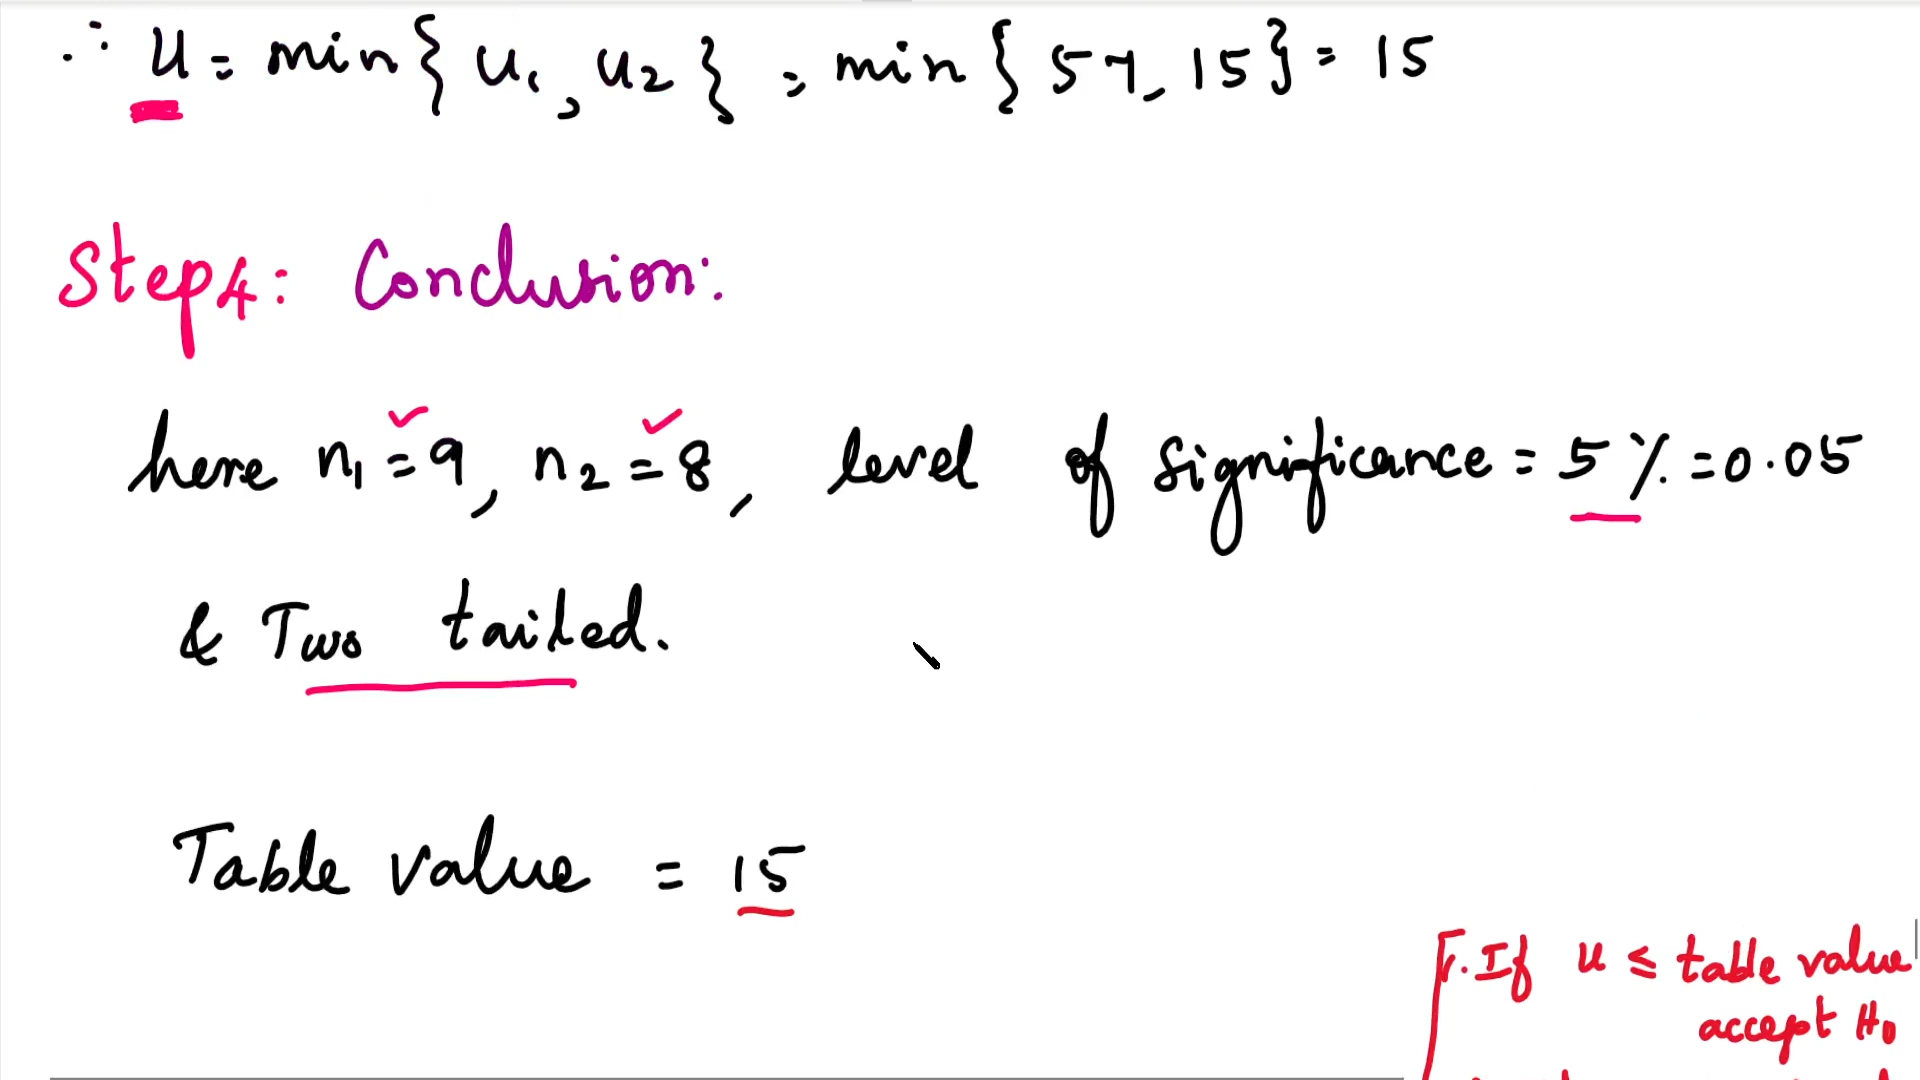 ∴ U = min{ U₁, U₂ } = min{ 57, 15 } = 15
Step4: Conclusion:
here n₁ = 9, n₂ = 8, level of significance = 5 % = 0.05
& Two tailed.
Table value = 15
[∵ If U ≤ table value
accept H₀